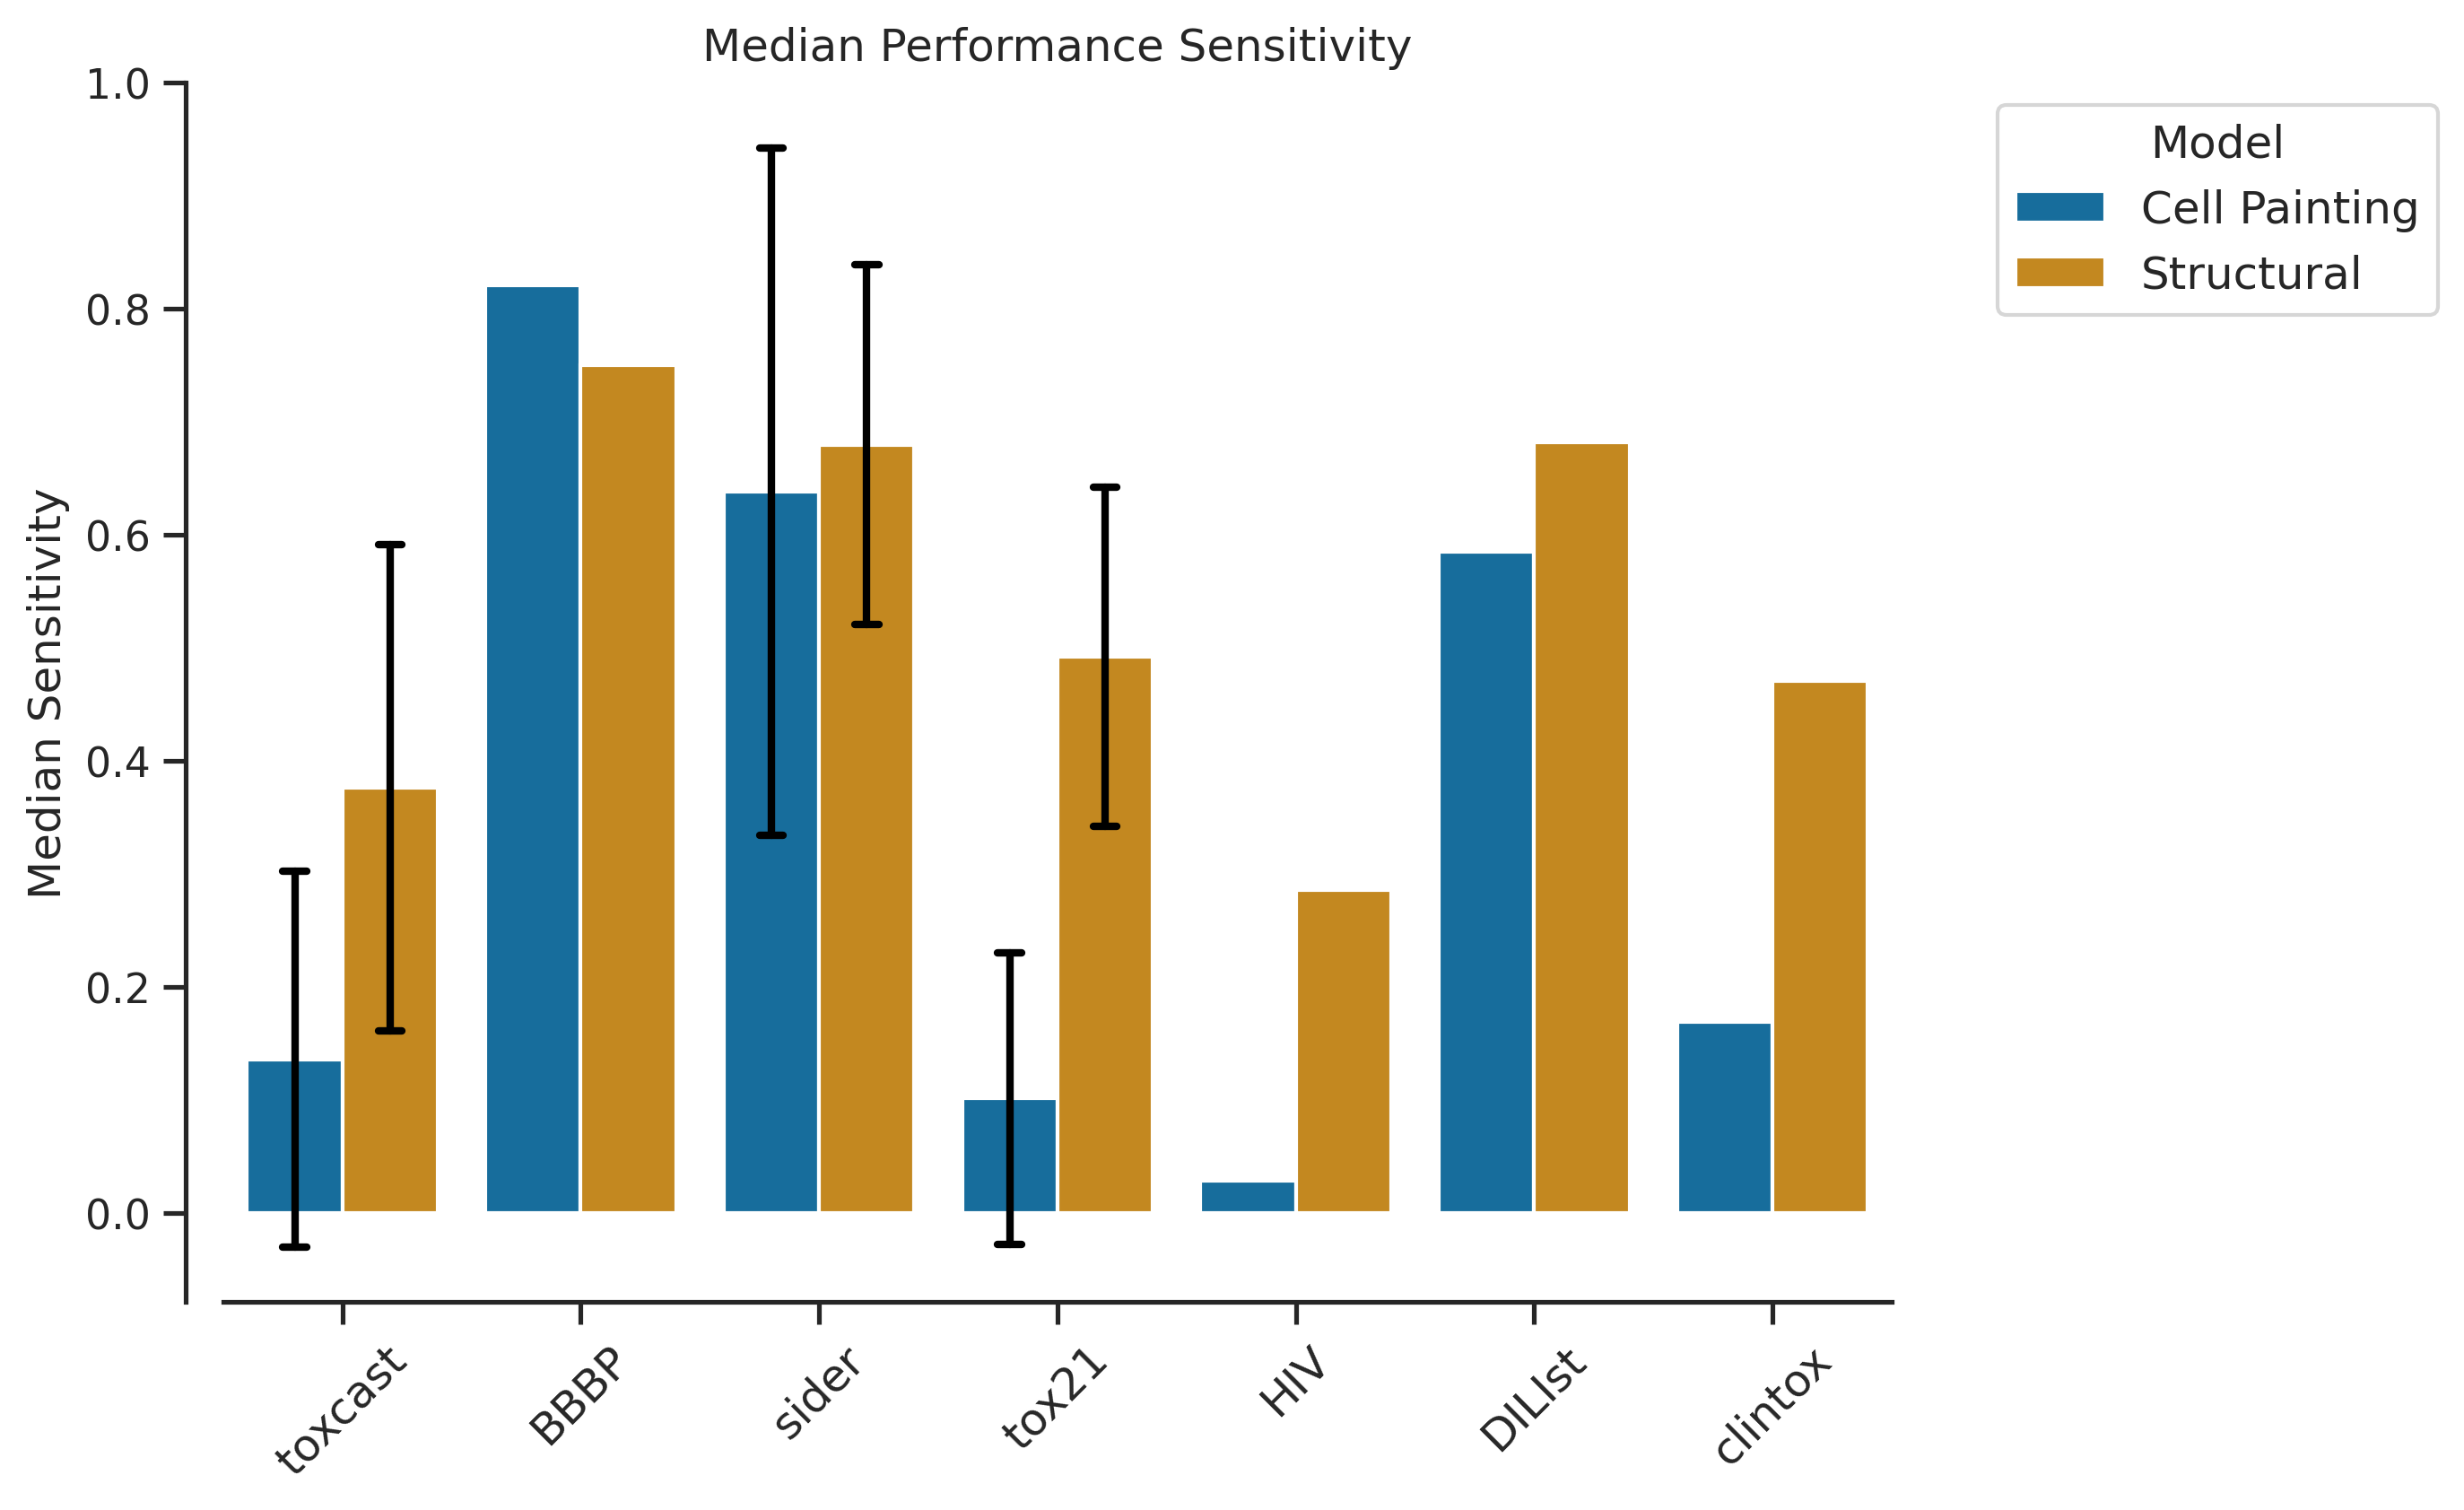 Median Performance Sensitivity
Median Sensitivity
1.0
0.8
0.6
0.4
0.2
0.0
toxcast
BBBP
sider
tox21
HIV
DILIst
clintox
Model
Cell Painting
Structural